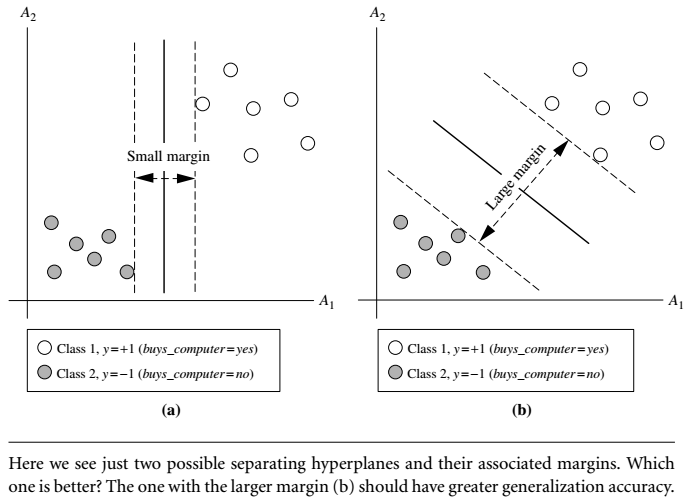 A2
Small margin
A1
Class 1, y=+1 (buys_computer=yes)
Class 2, y=−1 (buys_computer=no)
(a)
A2
Large margin
A1
Class 1, y=+1 (buys_computer=yes)
Class 2, y=−1 (buys_computer=no)
(b)
Here we see just two possible separating hyperplanes and their associated margins. Which
one is better? The one with the larger margin (b) should have greater generalization accuracy.